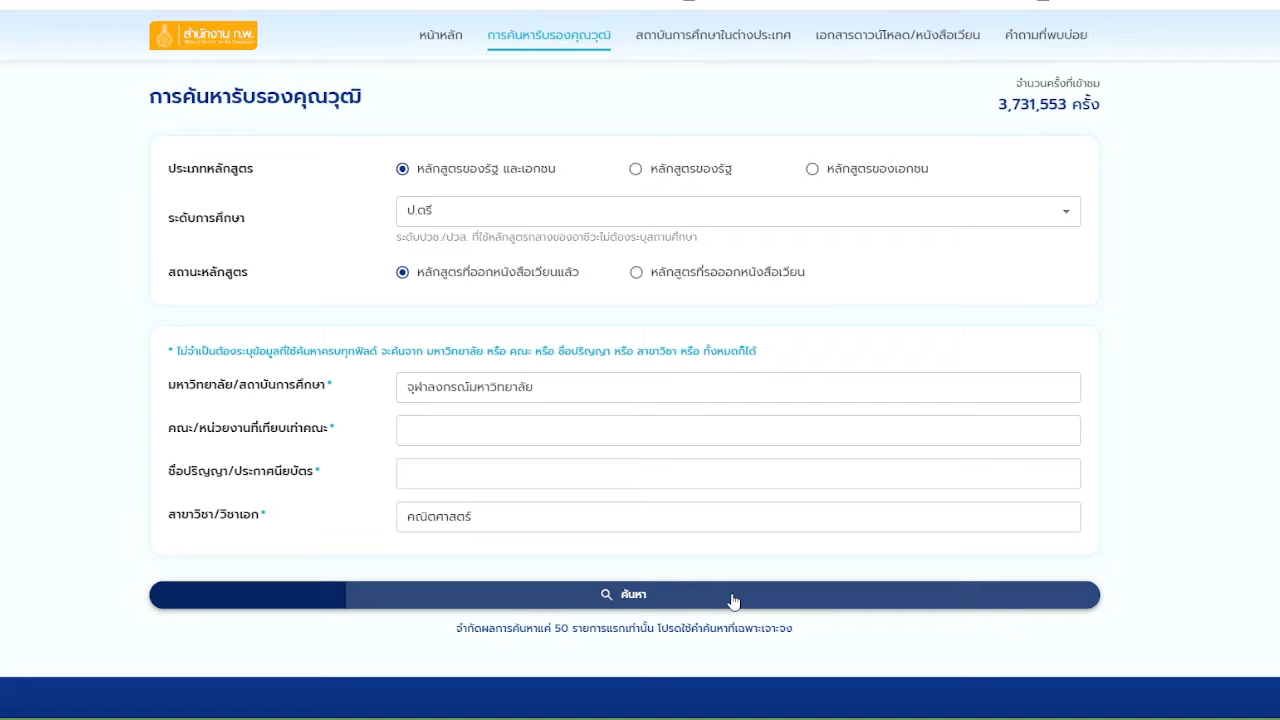 สำนักงาน ก.พ.
หน้าหลัก การค้นหารับรองคุณวุฒิ สถาบันการศึกษาในต่างประเทศ เอกสารดาวน์โหลด/หนังสือเวียน คำถามที่พบบ่อย
การค้นหารับรองคุณวุฒิ
จำนวนครั้งที่เข้าชม
3,731,553 ครั้ง
ประเภทหลักสูตร หลักสูตรของรัฐ และเอกชน หลักสูตรของรัฐ หลักสูตรของเอกชน
ระดับการศึกษา ป.ตรี
ระดับปวช./ปวส. ที่ใช้หลักสูตรกลางของอาชีวะไม่ต้องระบุสถานศึกษา
สถานะหลักสูตร หลักสูตรที่ออกหนังสือเวียนแล้ว หลักสูตรที่รอออกหนังสือเวียน
* ไม่จำเป็นต้องระบุข้อมูลที่ใช้ค้นหาครบทุกฟิลด์ จะค้นจาก มหาวิทยาลัย หรือ คณะ หรือ ชื่อปริญญา หรือ สาขาวิชา หรือ ทั้งหมดก็ได้
มหาวิทยาลัย/สถาบันการศึกษา* จุฬาลงกรณ์มหาวิทยาลัย
คณะ/หน่วยงานที่เทียบเท่าคณะ*
ชื่อปริญญา/ประกาศนียบัตร*
สาขาวิชา/วิชาเอก* คณิตศาสตร์
ค้นหา
จำกัดผลการค้นหาแค่ 50 รายการแรกเท่านั้น โปรดใช้คำค้นหาที่เฉพาะเจาะจง